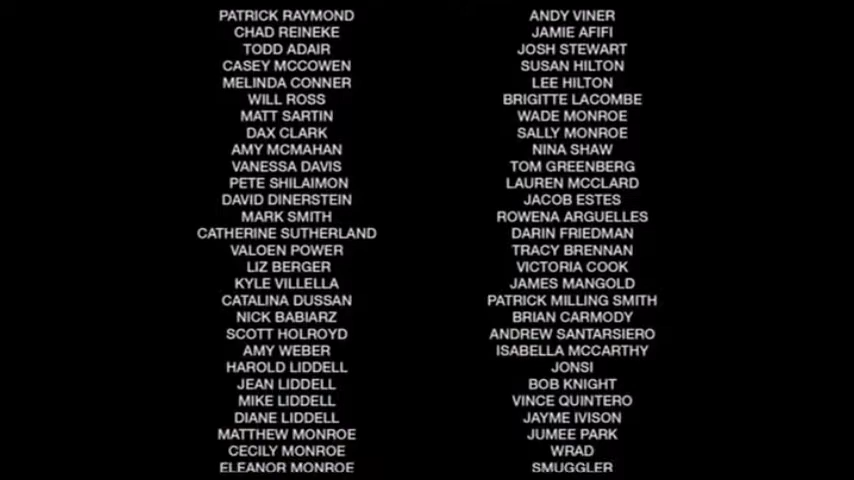 PATRICK RAYMOND
CHAD REINEKE
TODD ADAIR
CASEY MCCOWEN
MELINDA CONNER
WILL ROSS
MATT SARTIN
DAX CLARK
AMY MCMAHAN
VANESSA DAVIS
PETE SHILAIMON
DAVID DINERSTEIN
MARK SMITH
CATHERINE SUTHERLAND
VALOEN POWER
LIZ BERGER
KYLE VILLELLA
CATALINA DUSSAN
NICK BABIARZ
SCOTT HOLROYD
AMY WEBER
HAROLD LIDDELL
JEAN LIDDELL
MIKE LIDDELL
DIANE LIDDELL
MATTHEW MONROE
CECILY MONROE
ELEANOR MONROE
ANDY VINER
JAMIE AFIFI
JOSH STEWART
SUSAN HILTON
LEE HILTON
BRIGITTE LACOMBE
WADE MONROE
SALLY MONROE
NINA SHAW
TOM GREENBERG
LAUREN MCCLARD
JACOB ESTES
ROWENA ARGUELLES
DARIN FRIEDMAN
TRACY BRENNAN
VICTORIA COOK
JAMES MANGOLD
PATRICK MILLING SMITH
BRIAN CARMODY
ANDREW SANTARSIERO
ISABELLA MCCARTHY
JONSI
BOB KNIGHT
VINCE QUINTERO
JAYME IVISON
JUMEE PARK
WRAD
SMUGGLER